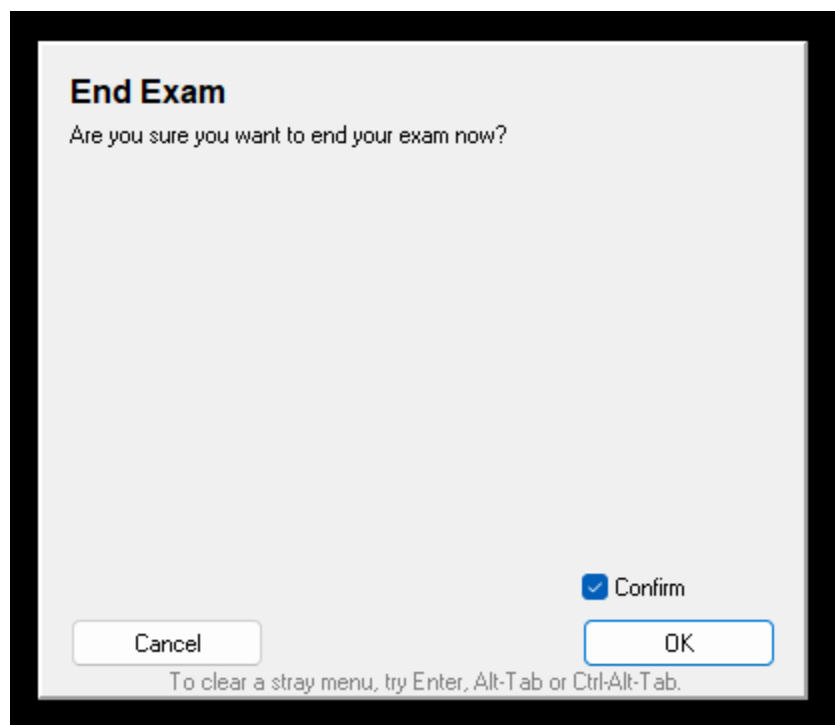 End Exam
Are you sure you want to end your exam now?
Confirm
Cancel
OK
To clear a stray menu, try Enter, Alt-Tab or Ctrl-Alt-Tab.